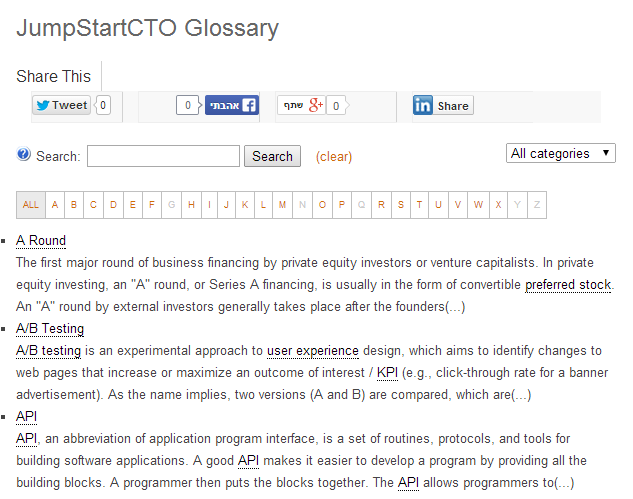 JumpStartCTO Glossary
Share This
Tweet 0 0 אהבתי f שתף g+ 0 in Share
? Search: Search (clear) All categories
ALL A B C D E F G H I J K L M N O P Q R S T U V W X Y Z
A Round
The first major round of business financing by private equity investors or venture capitalists. In private
equity investing, an "A" round, or Series A financing, is usually in the form of convertible preferred stock.
An "A" round by external investors generally takes place after the founders(...)
A/B Testing
A/B testing is an experimental approach to user experience design, which aims to identify changes to
web pages that increase or maximize an outcome of interest / KPI (e.g., click-through rate for a banner
advertisement). As the name implies, two versions (A and B) are compared, which are(...)
API
API, an abbreviation of application program interface, is a set of routines, protocols, and tools for
building software applications. A good API makes it easier to develop a program by providing all the
building blocks. A programmer then puts the blocks together. The API allows programmers to(...)